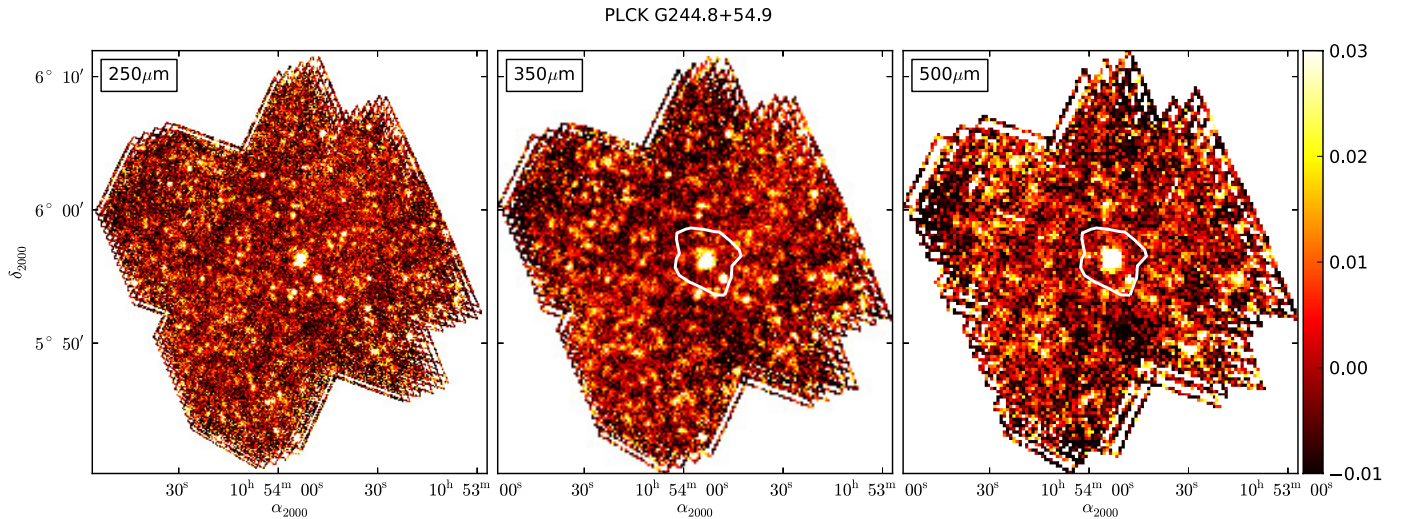 PLCK G244.8+54.9
250μm
350μm
500μm
6° 10′
6° 00′
5° 50′
δ2000
0.03
0.02
0.01
0.00
−0.01
30s 10h 54m 00s 30s 10h 53m 00s 30s 10h 54m 00s 30s 10h 53m 00s 30s 10h 54m 00s 30s 10h 53m 00s
α2000 α2000 α2000